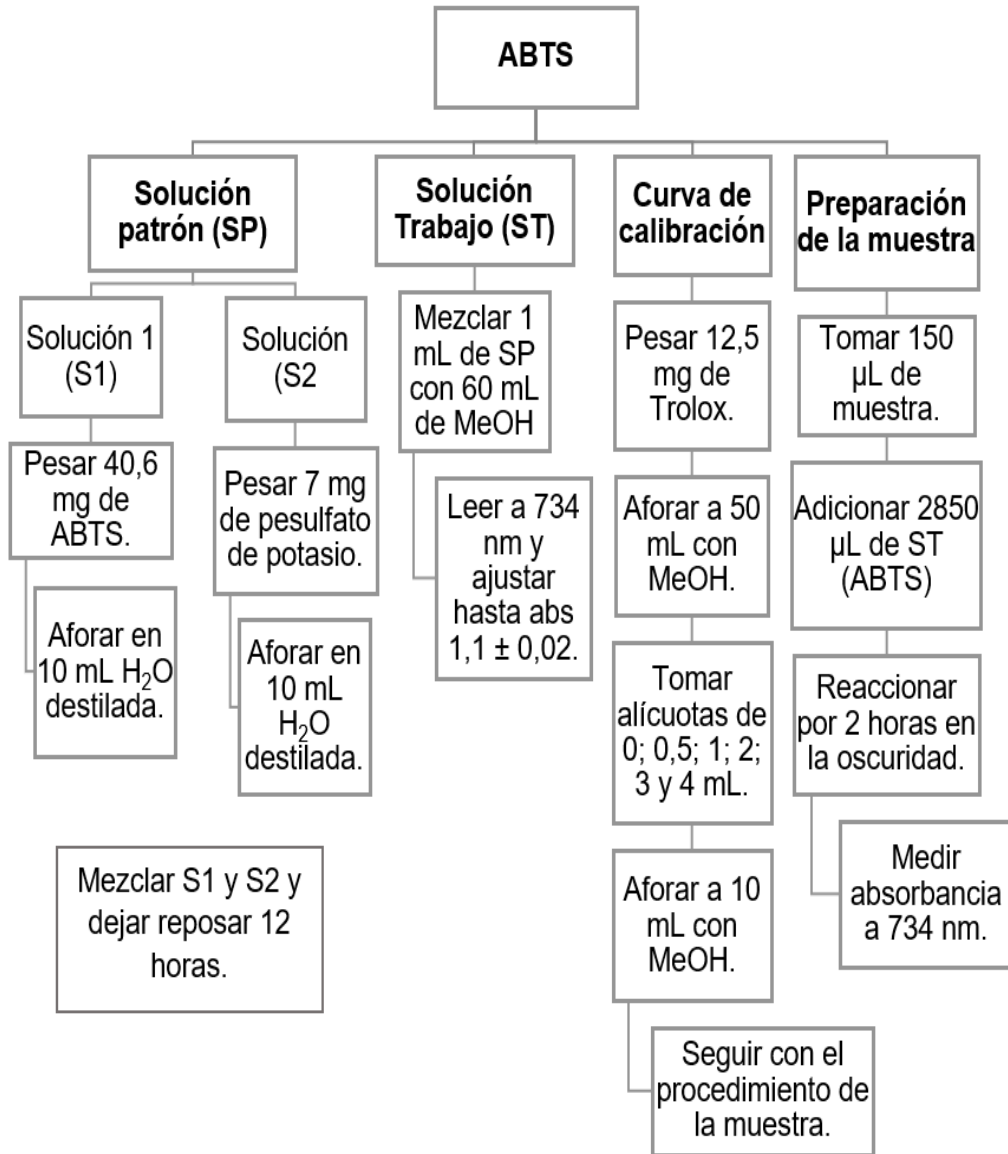 ABTS
Solución
patrón (SP)
Solución 1
(S1)
Pesar 40,6
mg de
ABTS.
Aforar en
10 mL H₂O
destilada.
Solución
(S2
Pesar 7 mg
de pesulfato
de potasio.
Aforar en
10 mL
H₂O
destilada.
Mezclar S1 y S2 y
dejar reposar 12
horas.
Solución
Trabajo (ST)
Mezclar 1
mL de SP
con 60 mL
de MeOH
Leer a 734
nm y
ajustar
hasta abs
1,1 ± 0,02.
Curva de
calibración
Pesar 12,5
mg de
Trolox.
Aforar a 50
mL con
MeOH.
Tomar
alícuotas de
0; 0,5; 1; 2;
3 y 4 mL.
Aforar a 10
mL con
MeOH.
Seguir con el
procedimiento de
la muestra.
Preparación
de la muestra
Tomar 150
µL de
muestra.
Adicionar 2850
µL de ST
(ABTS)
Reaccionar
por 2 horas en
la oscuridad.
Medir
absorbancia
a 734 nm.